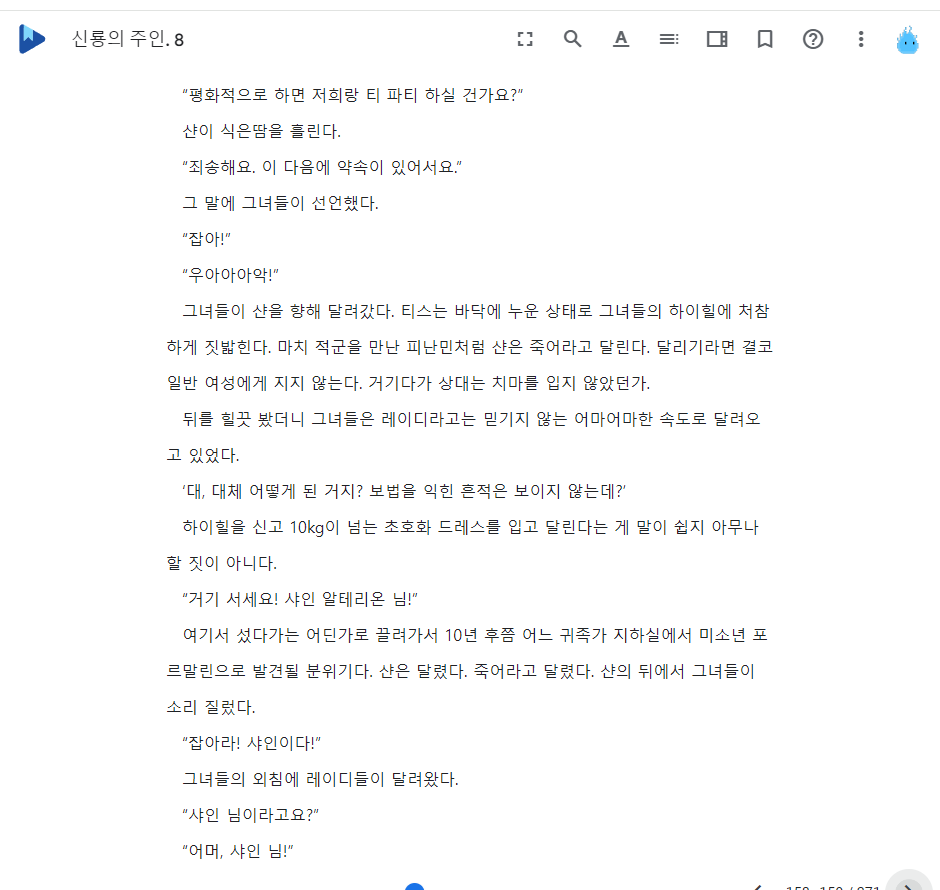 신룡의 주인. 8
“평화적으로 하면 저희랑 티 파티 하실 건가요?”
샨이 식은땀을 흘린다.
“죄송해요. 이 다음에 약속이 있어서요.”
그 말에 그녀들이 선언했다.
“잡아!”
“우아아아악!”
그녀들이 샨을 향해 달려갔다. 티스는 바닥에 누운 상태로 그녀들의 하이힐에 처참
하게 짓밟힌다. 마치 적군을 만난 피난민처럼 샨은 죽어라고 달린다. 달리기라면 결코
일반 여성에게 지지 않는다. 거기다가 상대는 치마를 입지 않았던가.
뒤를 힐끗 봤더니 그녀들은 레이디라고는 믿기지 않는 어마어마한 속도로 달려오
고 있었다.
‘대, 대체 어떻게 된 거지? 보법을 익힌 흔적은 보이지 않는데?’
하이힐을 신고 10kg이 넘는 초호화 드레스를 입고 달린다는 게 말이 쉽지 아무나
할 짓이 아니다.
“거기 서세요! 샤인 알테리온 님!”
여기서 섰다가는 어딘가로 끌려가서 10년 후쯤 어느 귀족가 지하실에서 미소년 포
르말린으로 발견될 분위기다. 샨은 달렸다. 죽어라고 달렸다. 샨의 뒤에서 그녀들이
소리 질렀다.
“잡아라! 샤인이다!”
그녀들의 외침에 레이디들이 달려왔다.
“샤인 님이라고요?”
“어머, 샤인 님!”